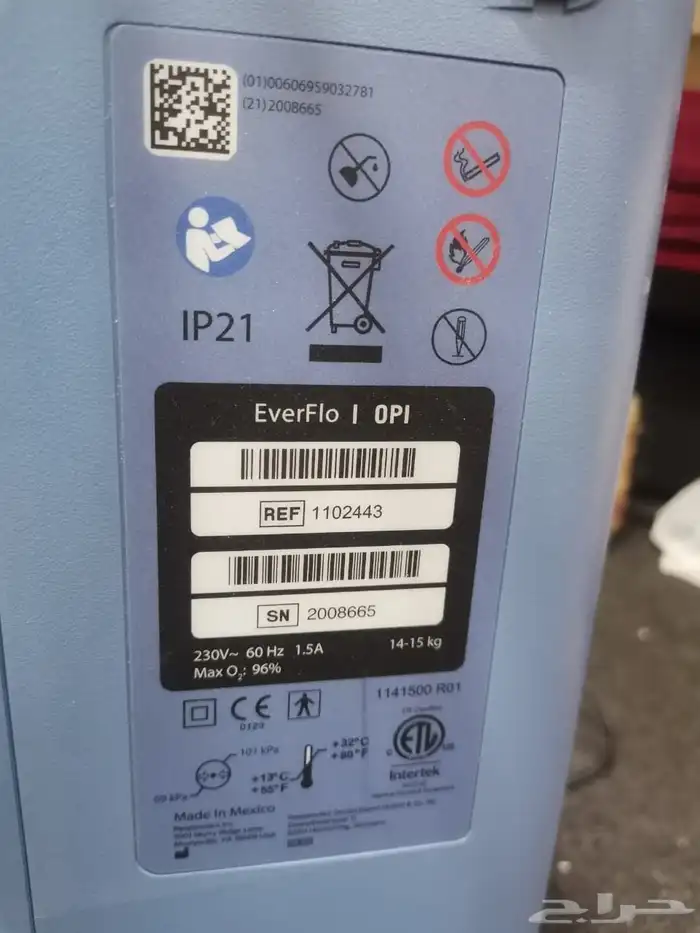 (01)00606959032781
(21)2008665
IP21
EverFlo | OPI
REF 1102443
SN 2008665
230V~ 60 Hz 1.5A
14-15 kg
Max O₂: 96%
1141500 R01
CE
0123
101 kPa
+32°C
+13°C
+55°F
ETL
Intertek
Made In Mexico
حراج